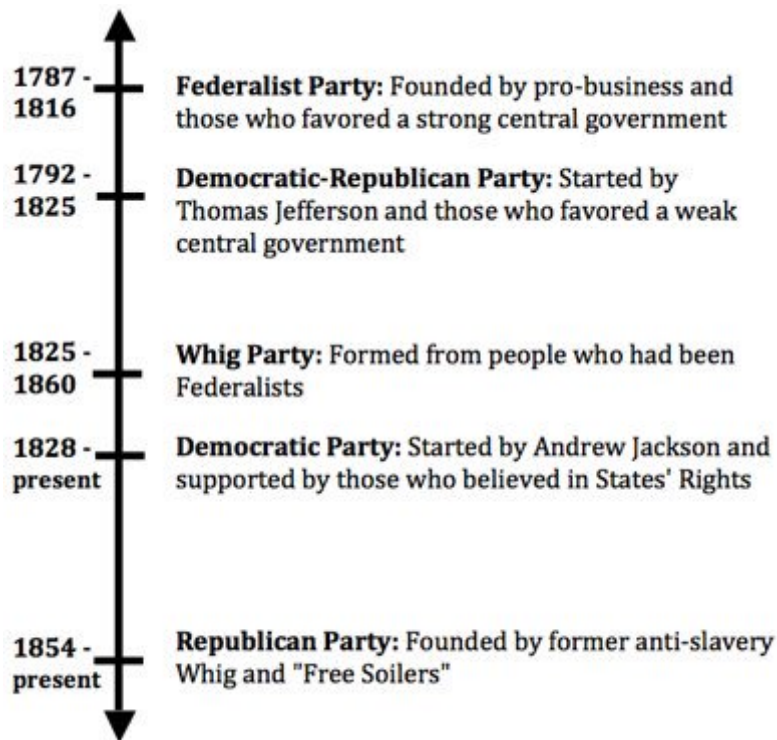 1787 -
1816
Federalist Party: Founded by pro-business and
those who favored a strong central government
1792 -
1825
Democratic-Republican Party: Started by
Thomas Jefferson and those who favored a weak
central government
1825 -
1860
Whig Party: Formed from people who had been
Federalists
1828 -
present
Democratic Party: Started by Andrew Jackson and
supported by those who believed in States' Rights
1854 -
present
Republican Party: Founded by former anti-slavery
Whig and "Free Soilers"